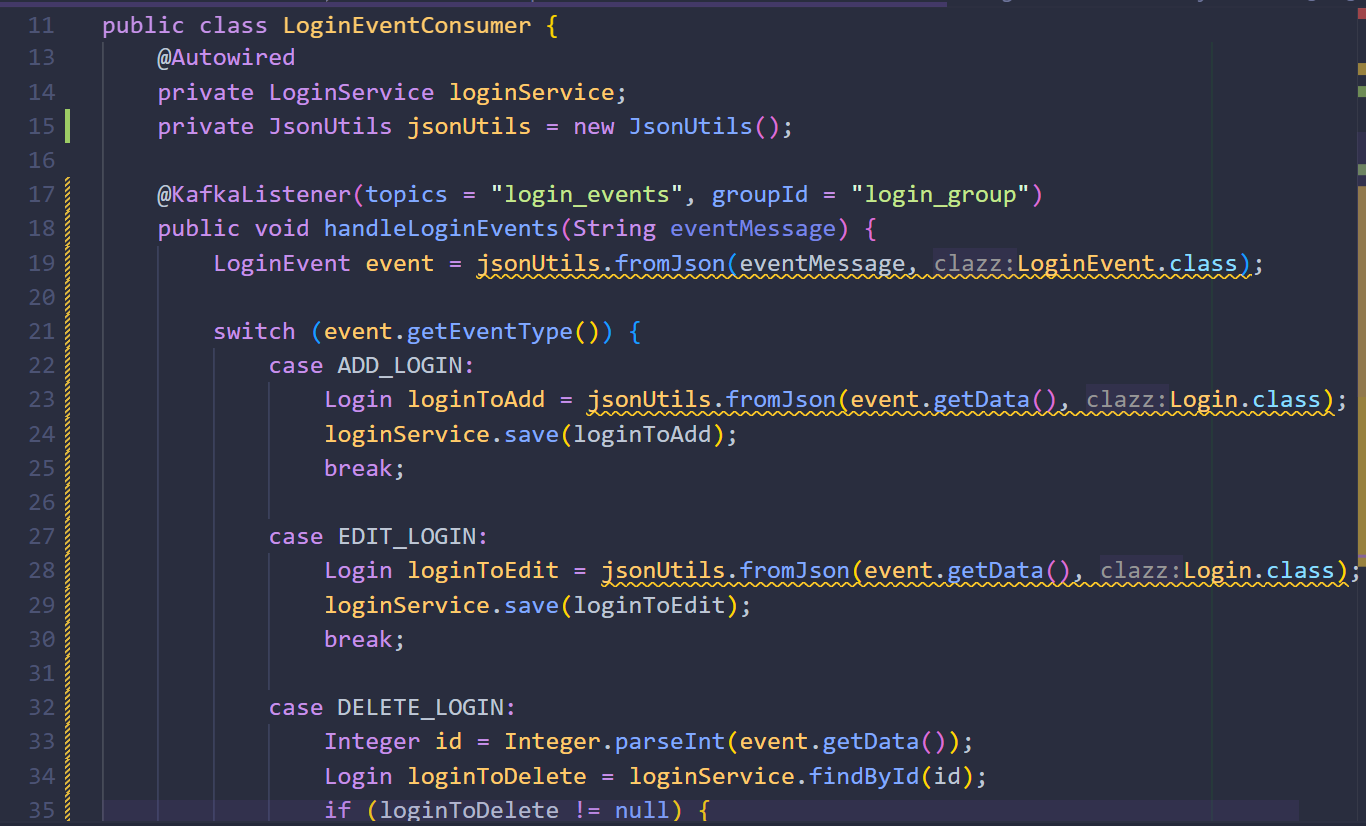 11 public class LoginEventConsumer {
13 @Autowired
14 private LoginService loginService;
15 private JsonUtils jsonUtils = new JsonUtils();
16
17 @KafkaListener(topics = "login_events", groupId = "login_group")
18 public void handleLoginEvents(String eventMessage) {
19 LoginEvent event = jsonUtils.fromJson(eventMessage, clazz:LoginEvent.class);
20
21 switch (event.getEventType()) {
22 case ADD_LOGIN:
23 Login loginToAdd = jsonUtils.fromJson(event.getData(), clazz:Login.class);
24 loginService.save(loginToAdd);
25 break;
26
27 case EDIT_LOGIN:
28 Login loginToEdit = jsonUtils.fromJson(event.getData(), clazz:Login.class);
29 loginService.save(loginToEdit);
30 break;
31
32 case DELETE_LOGIN:
33 Integer id = Integer.parseInt(event.getData());
34 Login loginToDelete = loginService.findById(id);
35 if (loginToDelete != null) {